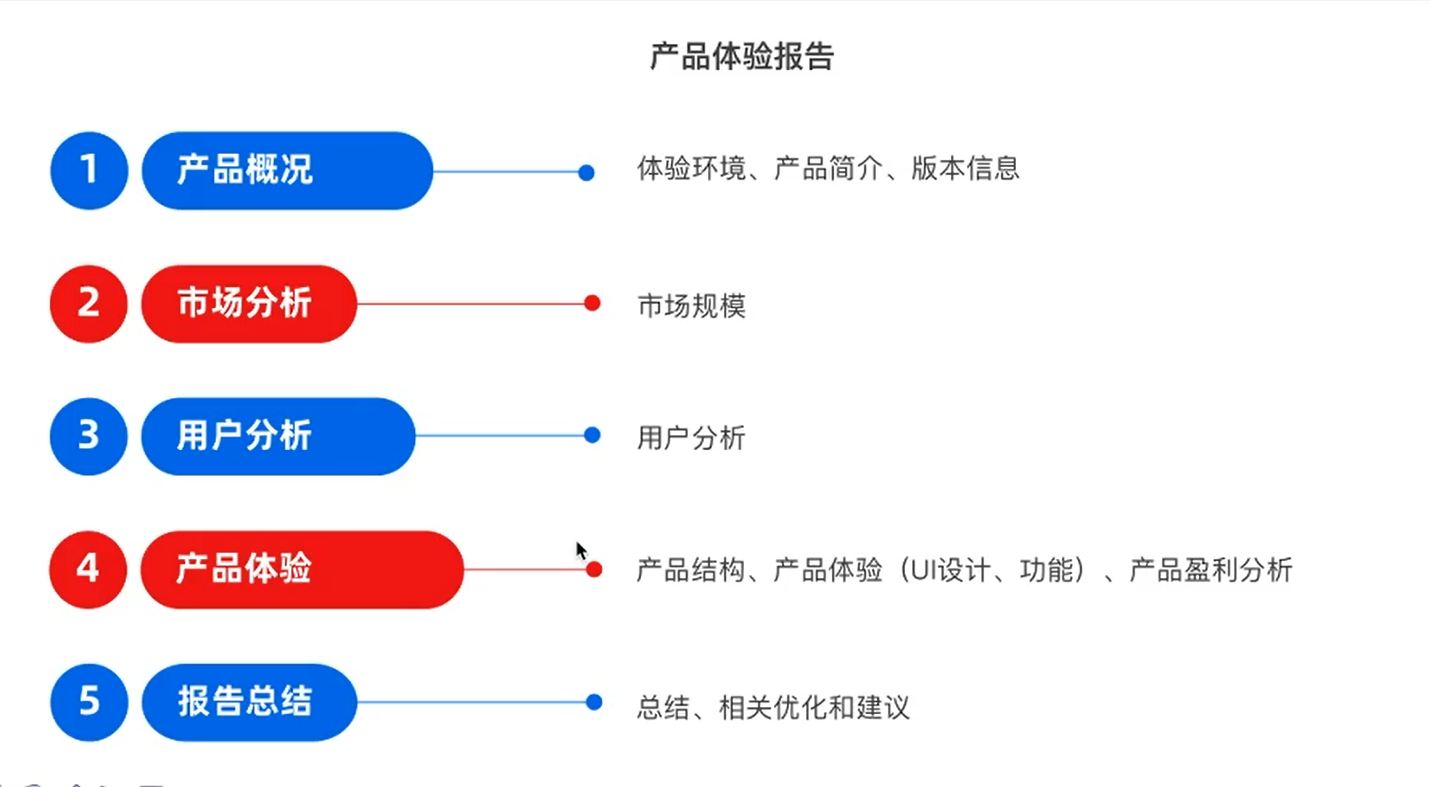 产品体验报告
1 产品概况 体验环境、产品简介、版本信息
2 市场分析 市场规模
3 用户分析 用户分析
4 产品体验 产品结构、产品体验（UI设计、功能）、产品盈利分析
5 报告总结 总结、相关优化和建议